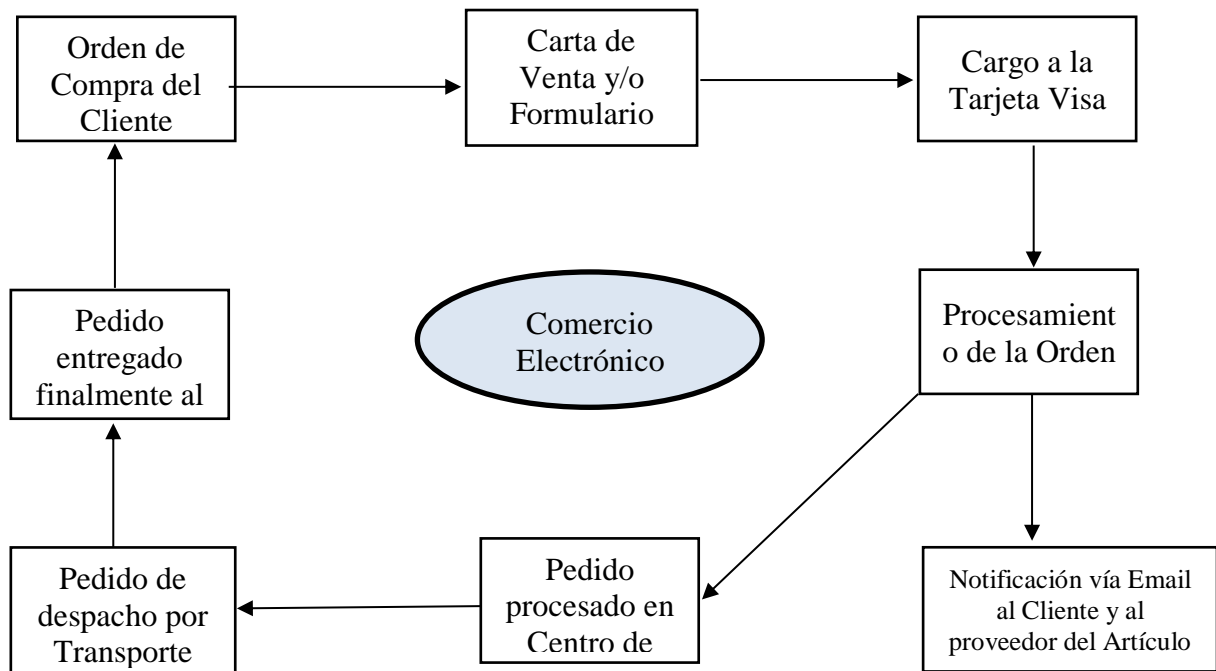 Orden de
Compra del
Cliente
Carta de
Venta y/o
Formulario
Cargo a la
Tarjeta Visa
Pedido
entregado
finalmente al
Comercio
Electrónico
Procesamient
o de la Orden
Pedido de
despacho por
Transporte
Pedido
procesado en
Centro de
Notificación vía Email
al Cliente y al
proveedor del Artículo